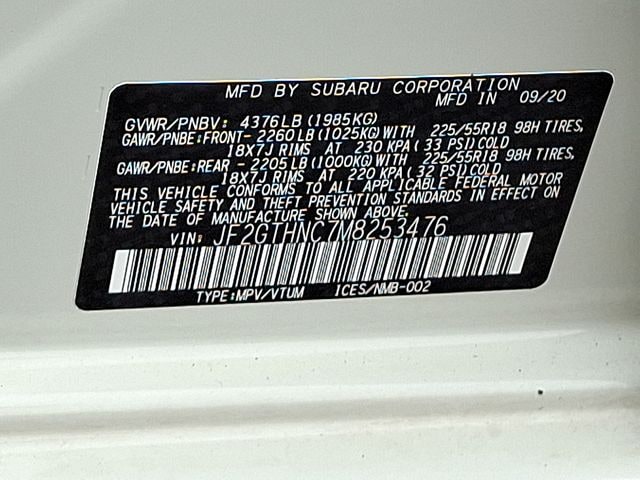 MFD BY SUBARU CORPORATION
MFD IN 09/20
GVWR/PNBV: 4376LB(1985KG)
GAWR/PNBE:FRONT- 2260LB(1025KG)WITH 225/55R18 98H TIRES,
18X7J RIMS AT 230 KPA( 33 PSI)COLD
GAWR/PNBE:REAR - 2205LB(1000KG)WITH 225/55R18 98H TIRES,
18X7J RIMS AT 220 KPA( 32 PSI)COLD
THIS VEHICLE CONFORMS TO ALL APPLICABLE FEDERAL MOTOR
VEHICLE SAFETY AND THEFT PREVENTION STANDARDS IN EFFECT ON
THE DATE OF MANUFACTURE SHOWN ABOVE.
VIN: JF2GTHNC7M8253476
TYPE:MPV/VTUM ICES/NMB-002